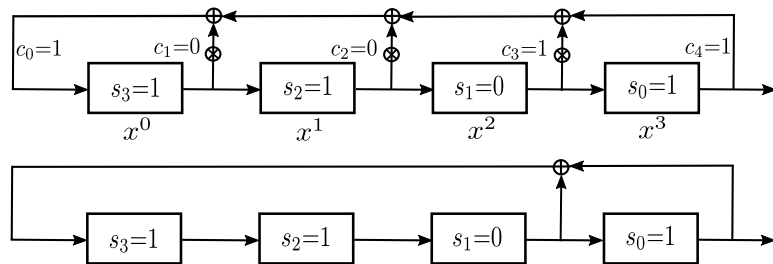 c₀=1 c₁=0 c₂=0 c₃=1 c₄=1
s₃=1 s₂=1 s₁=0 s₀=1
x⁰ x¹ x² x³
s₃=1 s₂=1 s₁=0 s₀=1